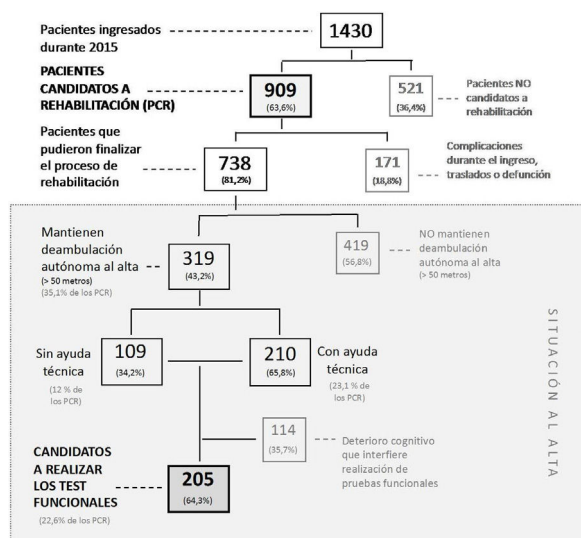 Pacientes ingresados
durante 2015
1430
PACIENTES
CANDIDATOS A
REHABILITACIÓN (PCR)
909
(63,6%)
521
(36,4%)
Pacientes NO
candidatos a
rehabilitación
Pacientes que
pudieron finalizar
el proceso de
rehabilitación
738
(81,2%)
171
(18,8%)
Complicaciones
durante el ingreso,
traslados o defunción
Mantienen
deambulación
autónoma al alta
(> 50 metros)
(35,1% de los PCR)
319
(43,2%)
419
(56,8%)
NO mantienen
deambulación
autónoma al alta
(> 50 metros)
Sin ayuda
técnica
(12 % de
los PCR)
109
(34,2%)
210
(65,8%)
Con ayuda
técnica
(23,1 % de
los PCR)
114
(35,7%)
Deterioro cognitivo
que interfiere
realización de
pruebas funcionales
CANDIDATOS
A REALIZAR
LOS TEST
FUNCIONALES
(22,6% de los PCR)
205
(64,3%)
SITUACIÓN AL ALTA